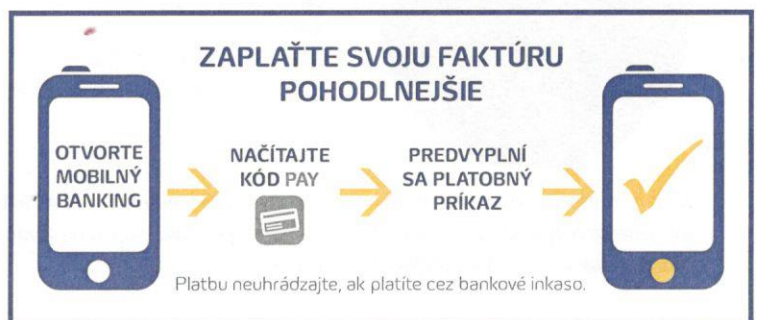 ZAPLAŤTE SVOJU FAKTÚRU
POHODLNEJŠIE
OTVORTE
MOBILNÝ
BANKING
NAČÍTAJTE
KÓD PAY
PREDVYPLNÍ
SA PLATOBNÝ
PRÍKAZ
Platbu neuhrádzajte, ak platíte cez bankové inkaso.